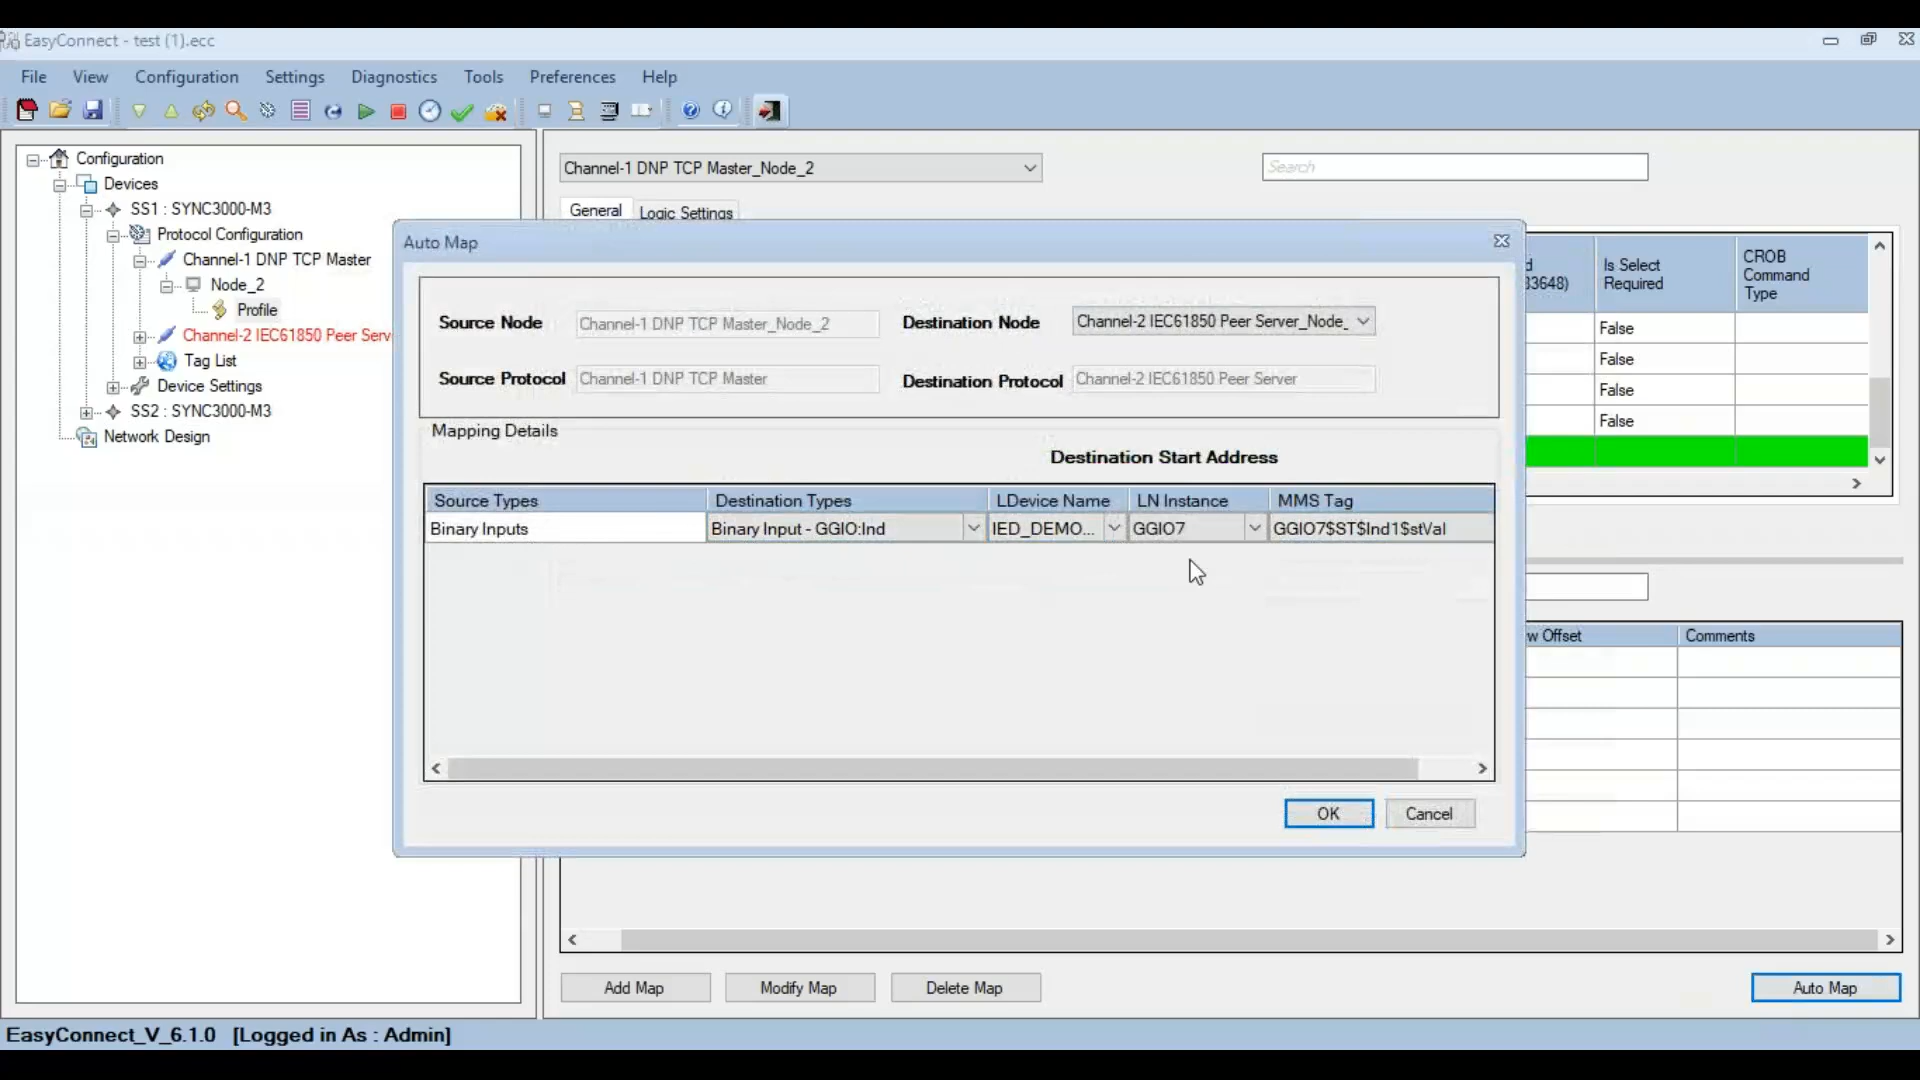 EasyConnect - test (1).ecc
File View Configuration Settings Diagnostics Tools Preferences Help
Configuration
Devices
SS1 : SYNC3000-M3
Protocol Configuration
Channel-1 DNP TCP Master
Node_2
Profile
Channel-2 IEC61850 Peer Serv
Tag List
Device Settings
SS2 : SYNC3000-M3
Network Design
Channel-1 DNP TCP Master_Node_2
Search
General Logic Settings
d
33648)
Is Select
Required
CROB
Command
Type
False
False
False
False
Auto Map
Source Node Channel-1 DNP TCP Master_Node_2 Destination Node Channel-2 IEC61850 Peer Server_Node_
Source Protocol Channel-1 DNP TCP Master Destination Protocol Channel-2 IEC61850 Peer Server
Mapping Details
Destination Start Address
Source Types Destination Types LDevice Name LN Instance MMS Tag
Binary Inputs Binary Input - GGIO:Ind IED_DEMO... GGIO7 GGIO7$ST$Ind1$stVal
OK Cancel
w Offset Comments
Add Map Modify Map Delete Map Auto Map
EasyConnect_V_6.1.0 [Logged in As : Admin]